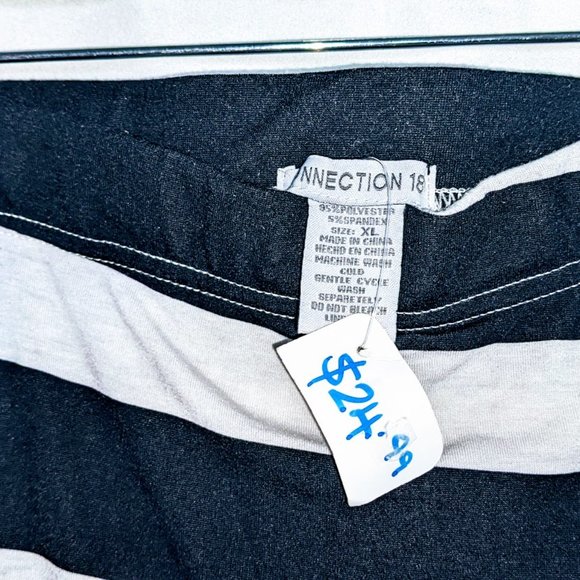 NNECTION 18
95%POLYESTER
5%SPANDEX
SIZE: XL
MADE IN CHINA
HECHO EN CHINA
MACHINE WASH
COLD
GENTLE CYCLE
WASH
SEPARETELY
DO NOT BLEACH
$24.99